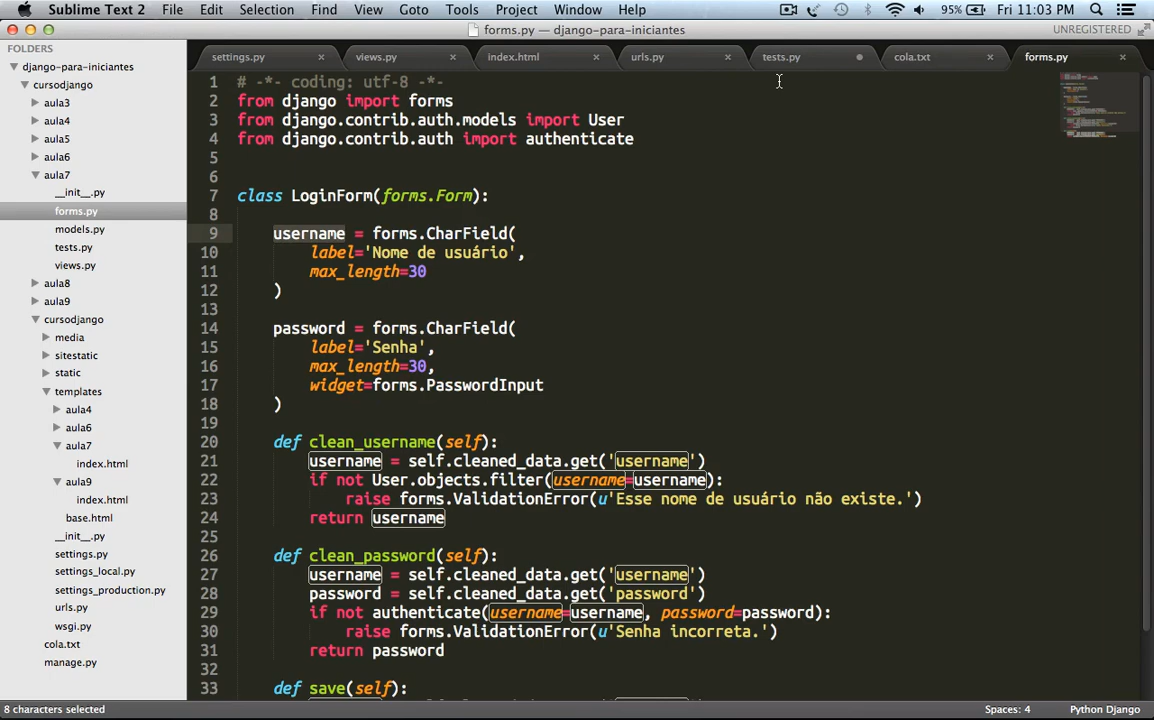 Sublime Text 2 File Edit Selection Find View Goto Tools Project Window Help 95% Fri 11:03 PM
forms.py — django-para-iniciantes UNREGISTERED
FOLDERS
django-para-iniciantes
cursodjango
aula3
aula4
aula5
aula6
aula7
__init__.py
forms.py
models.py
tests.py
views.py
aula8
aula9
cursodjango
media
sitestatic
static
templates
aula4
aula6
aula7
index.html
aula9
index.html
base.html
__init__.py
settings.py
settings_local.py
settings_production.py
urls.py
wsgi.py
cola.txt
manage.py
settings.py views.py index.html urls.py tests.py cola.txt forms.py
1 # -*- coding: utf-8 -*-
2 from django import forms
3 from django.contrib.auth.models import User
4 from django.contrib.auth import authenticate
5
6
7 class LoginForm(forms.Form):
8
9 username = forms.CharField(
10 label='Nome de usuário',
11 max_length=30
12 )
13
14 password = forms.CharField(
15 label='Senha',
16 max_length=30,
17 widget=forms.PasswordInput
18 )
19
20 def clean_username(self):
21 username = self.cleaned_data.get('username')
22 if not User.objects.filter(username=username):
23 raise forms.ValidationError(u'Esse nome de usuário não existe.')
24 return username
25
26 def clean_password(self):
27 username = self.cleaned_data.get('username')
28 password = self.cleaned_data.get('password')
29 if not authenticate(username=username, password=password):
30 raise forms.ValidationError(u'Senha incorreta.')
31 return password
32
33 def save(self):
8 characters selected Spaces: 4 Python Django